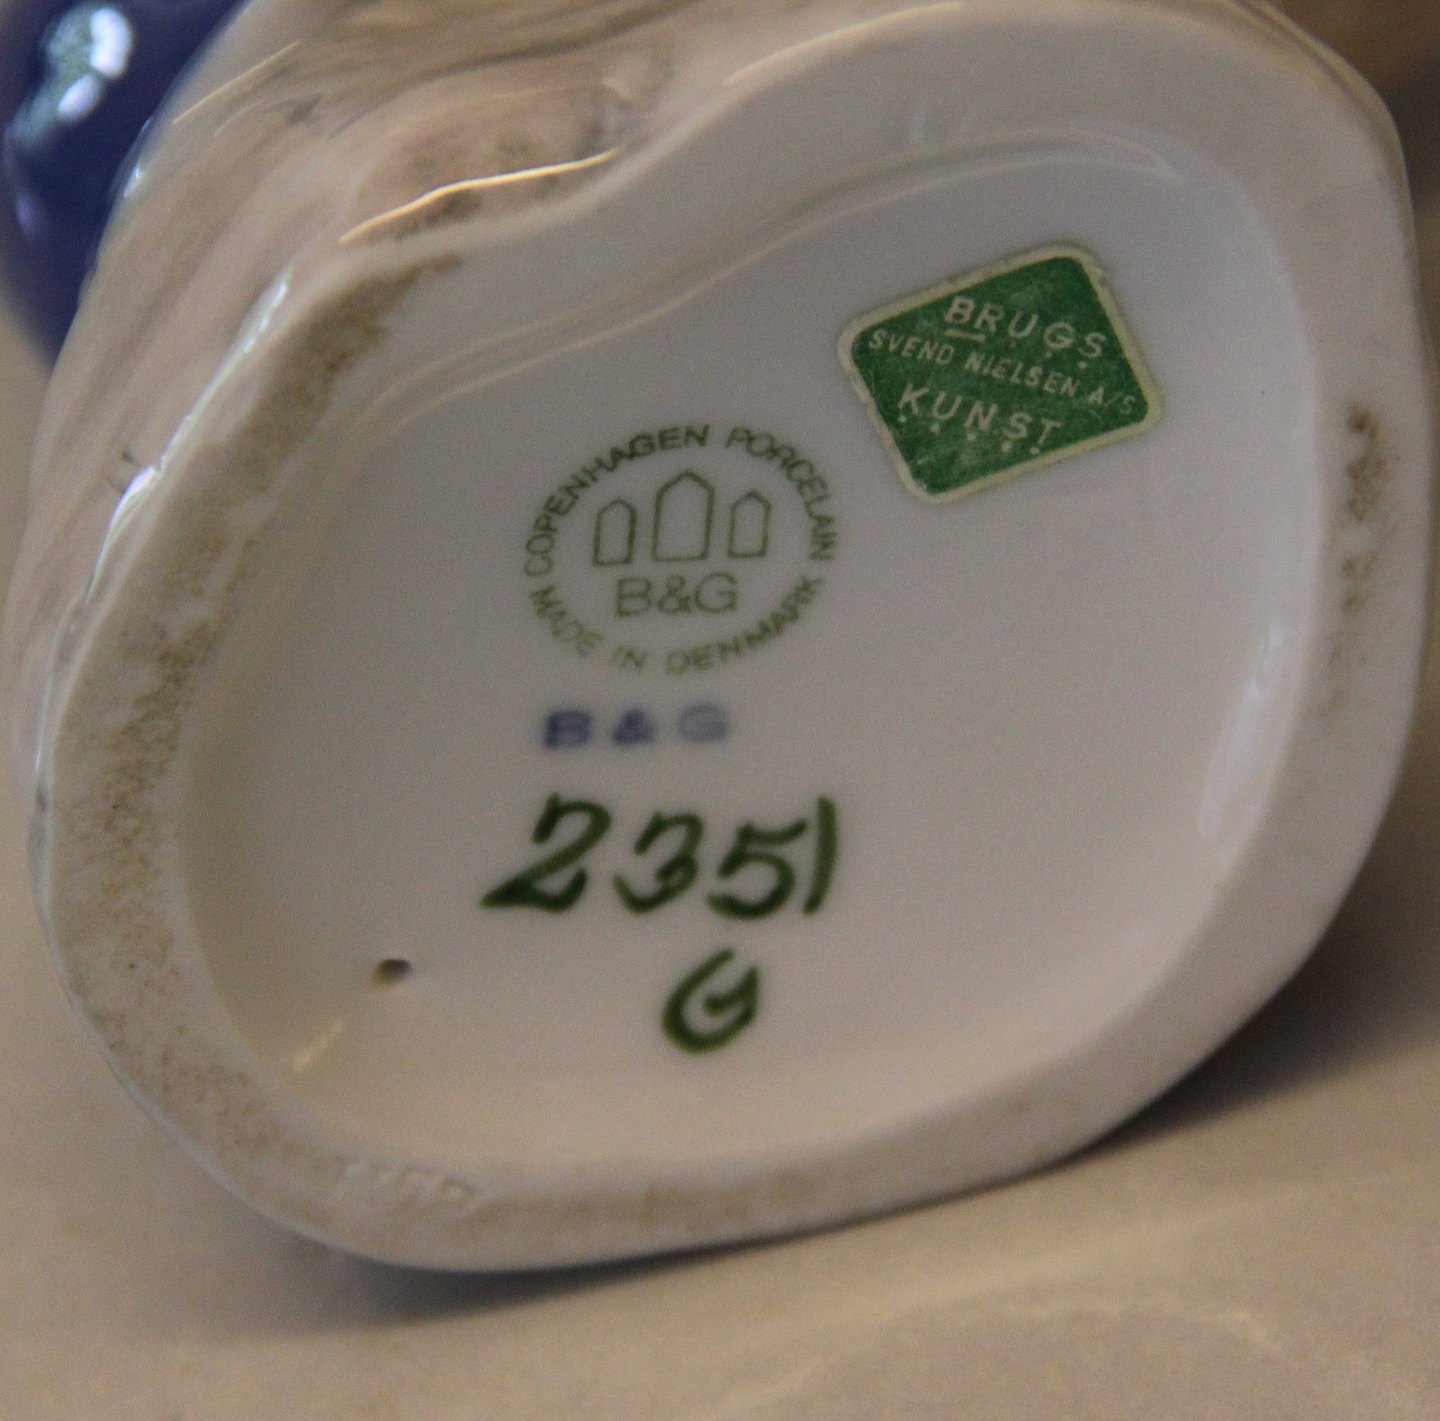 BRUGS
SVEND NIELSEN A/S
KUNST
COPENHAGEN PORCELAIN
B&G
MADE IN DENMARK
B & G
2351
G